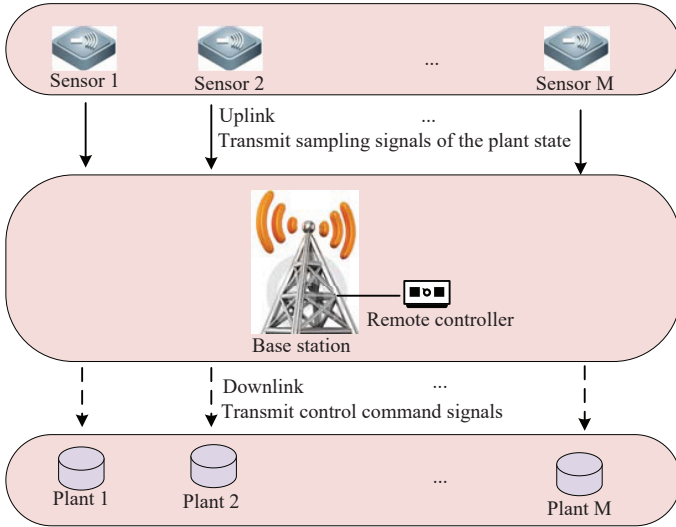 Sensor 1
Sensor 2
...
Sensor M
Uplink
...
Transmit sampling signals of the plant state
Remote controller
Base station
Downlink
...
Transmit control command signals
Plant 1
Plant 2
...
Plant M